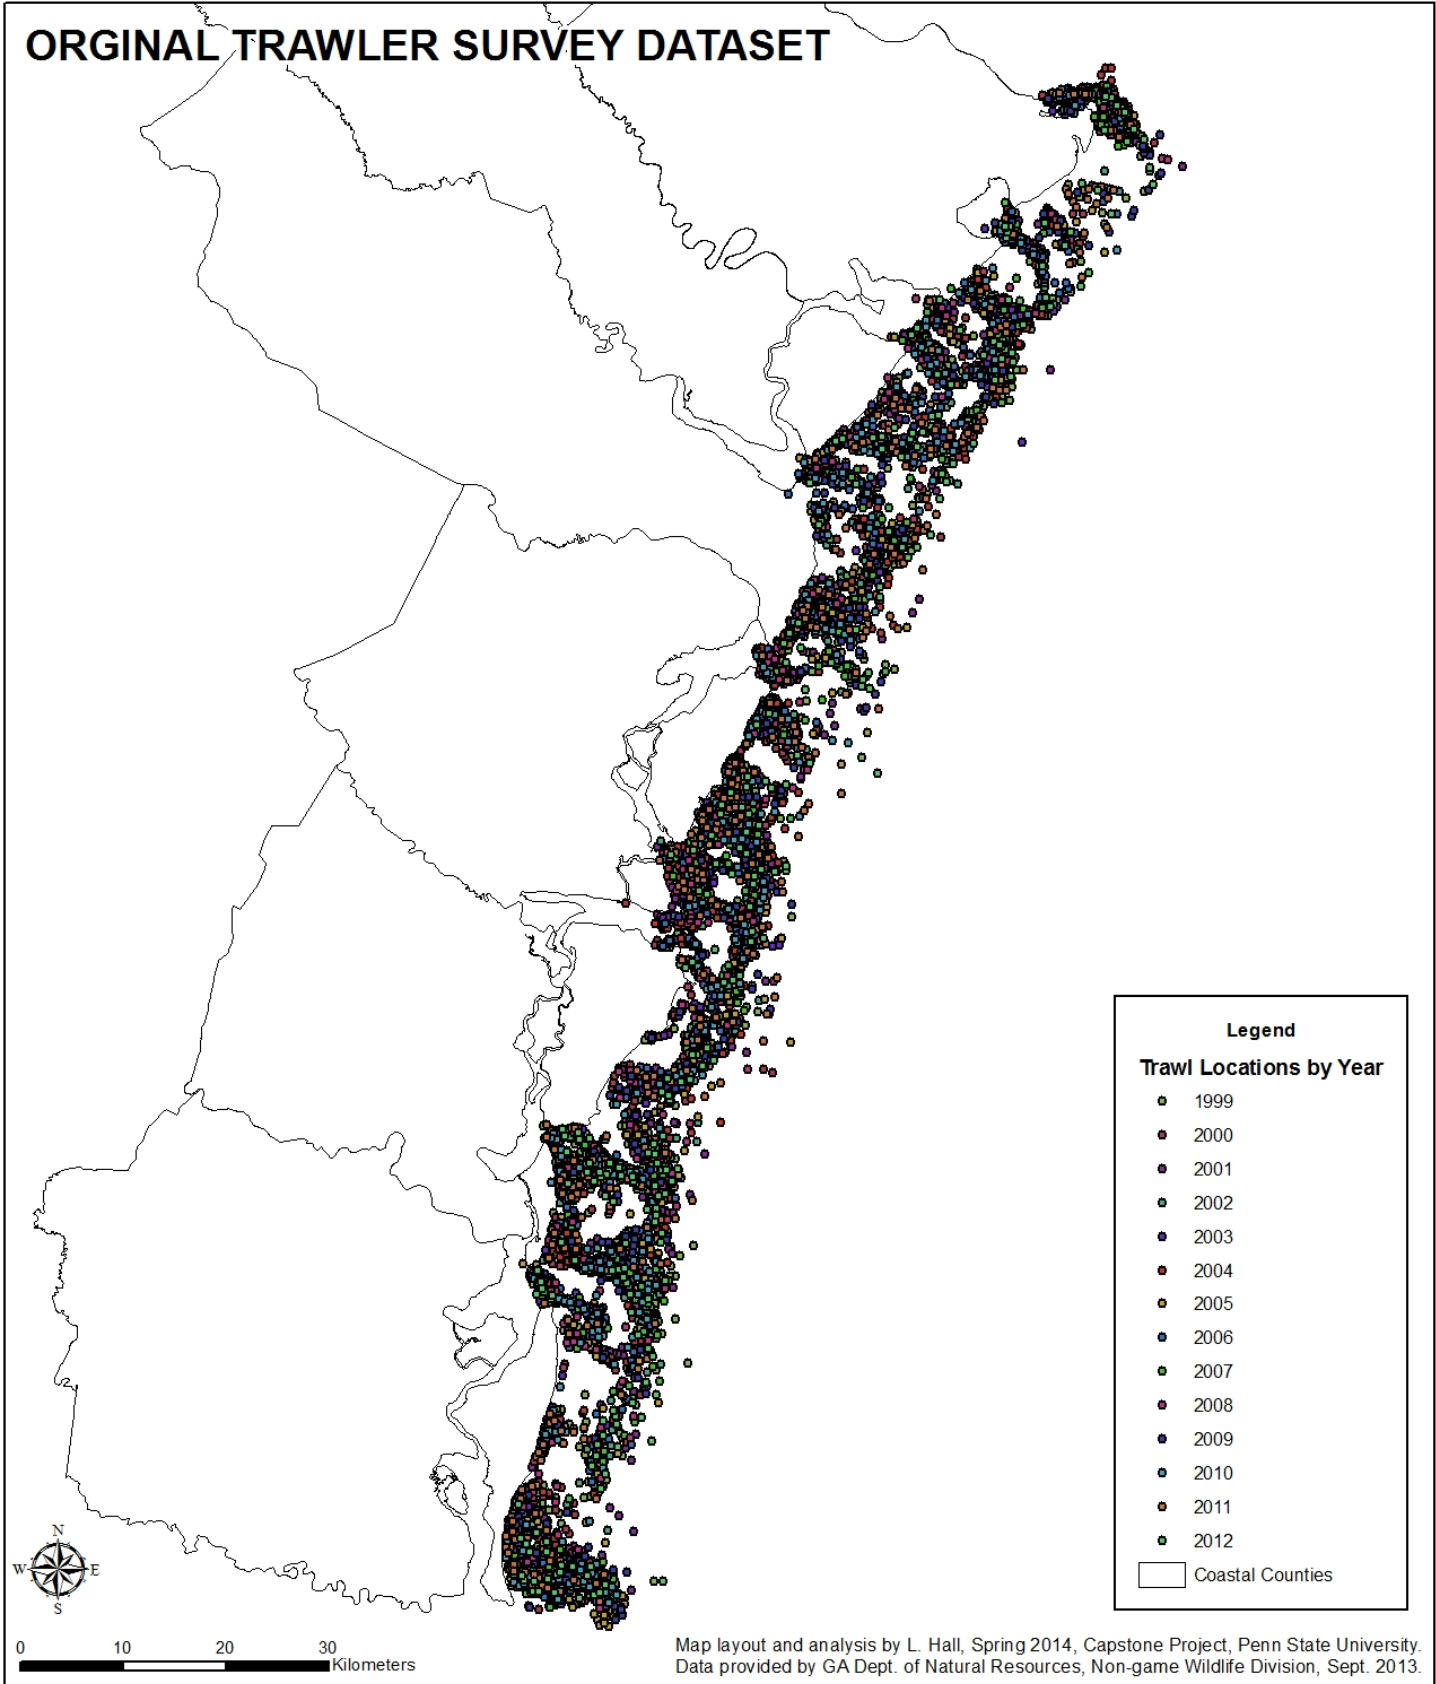 ORGINAL TRAWLER SURVEY DATASET
Legend
Trawl Locations by Year
1999
2000
2001
2002
2003
2004
2005
2006
2007
2008
2009
2010
2011
2012
Coastal Counties
N
W E
S
0 10 20 30
Kilometers
Map layout and analysis by L. Hall, Spring 2014, Capstone Project, Penn State University.
Data provided by GA Dept. of Natural Resources, Non-game Wildlife Division, Sept. 2013.